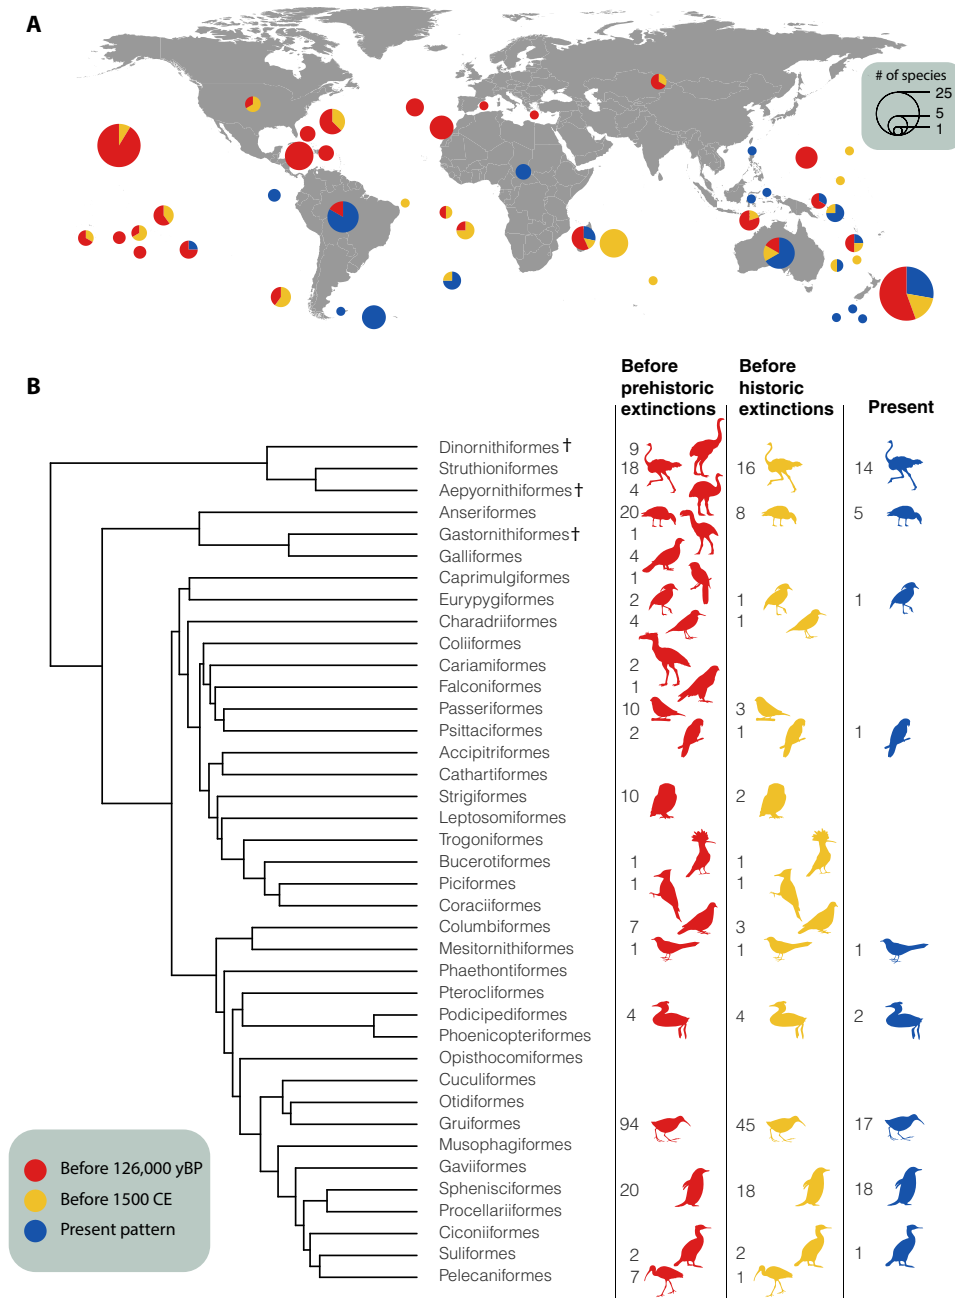 A
# of species
25
5
1
B
Before prehistoric extinctions
Before historic extinctions
Present
Dinornithiformes † 9
Struthioniformes 18 16 14
Aepyornithiformes † 4
Anseriformes 20 8 5
Gastornithiformes † 1
Galliformes 4
Caprimulgiformes 1
Eurypygiformes 2 1 1
Charadriiformes 4 1
Coliiformes
Cariamiformes 2
Falconiformes 1
Passeriformes 10 3
Psittaciformes 2 1 1
Accipitriformes
Cathartiformes
Strigiformes 10 2
Leptosomiformes
Trogoniformes
Bucerotiformes 1 1
Piciformes 1 1
Coraciiformes
Columbiformes 7 3
Mesitornithiformes 1 1 1
Phaethontiformes
Pterocliformes
Podicipediformes 4 4 2
Phoenicopteriformes
Opisthocomiformes
Cuculiformes
Otidiformes
Gruiformes 94 45 17
Musophagiformes
Gaviiformes
Sphenisciformes 20 18 18
Procellariiformes
Ciconiiformes
Suliformes 2 2 1
Pelecaniformes 7 1
Before 126,000 yBP
Before 1500 CE
Present pattern